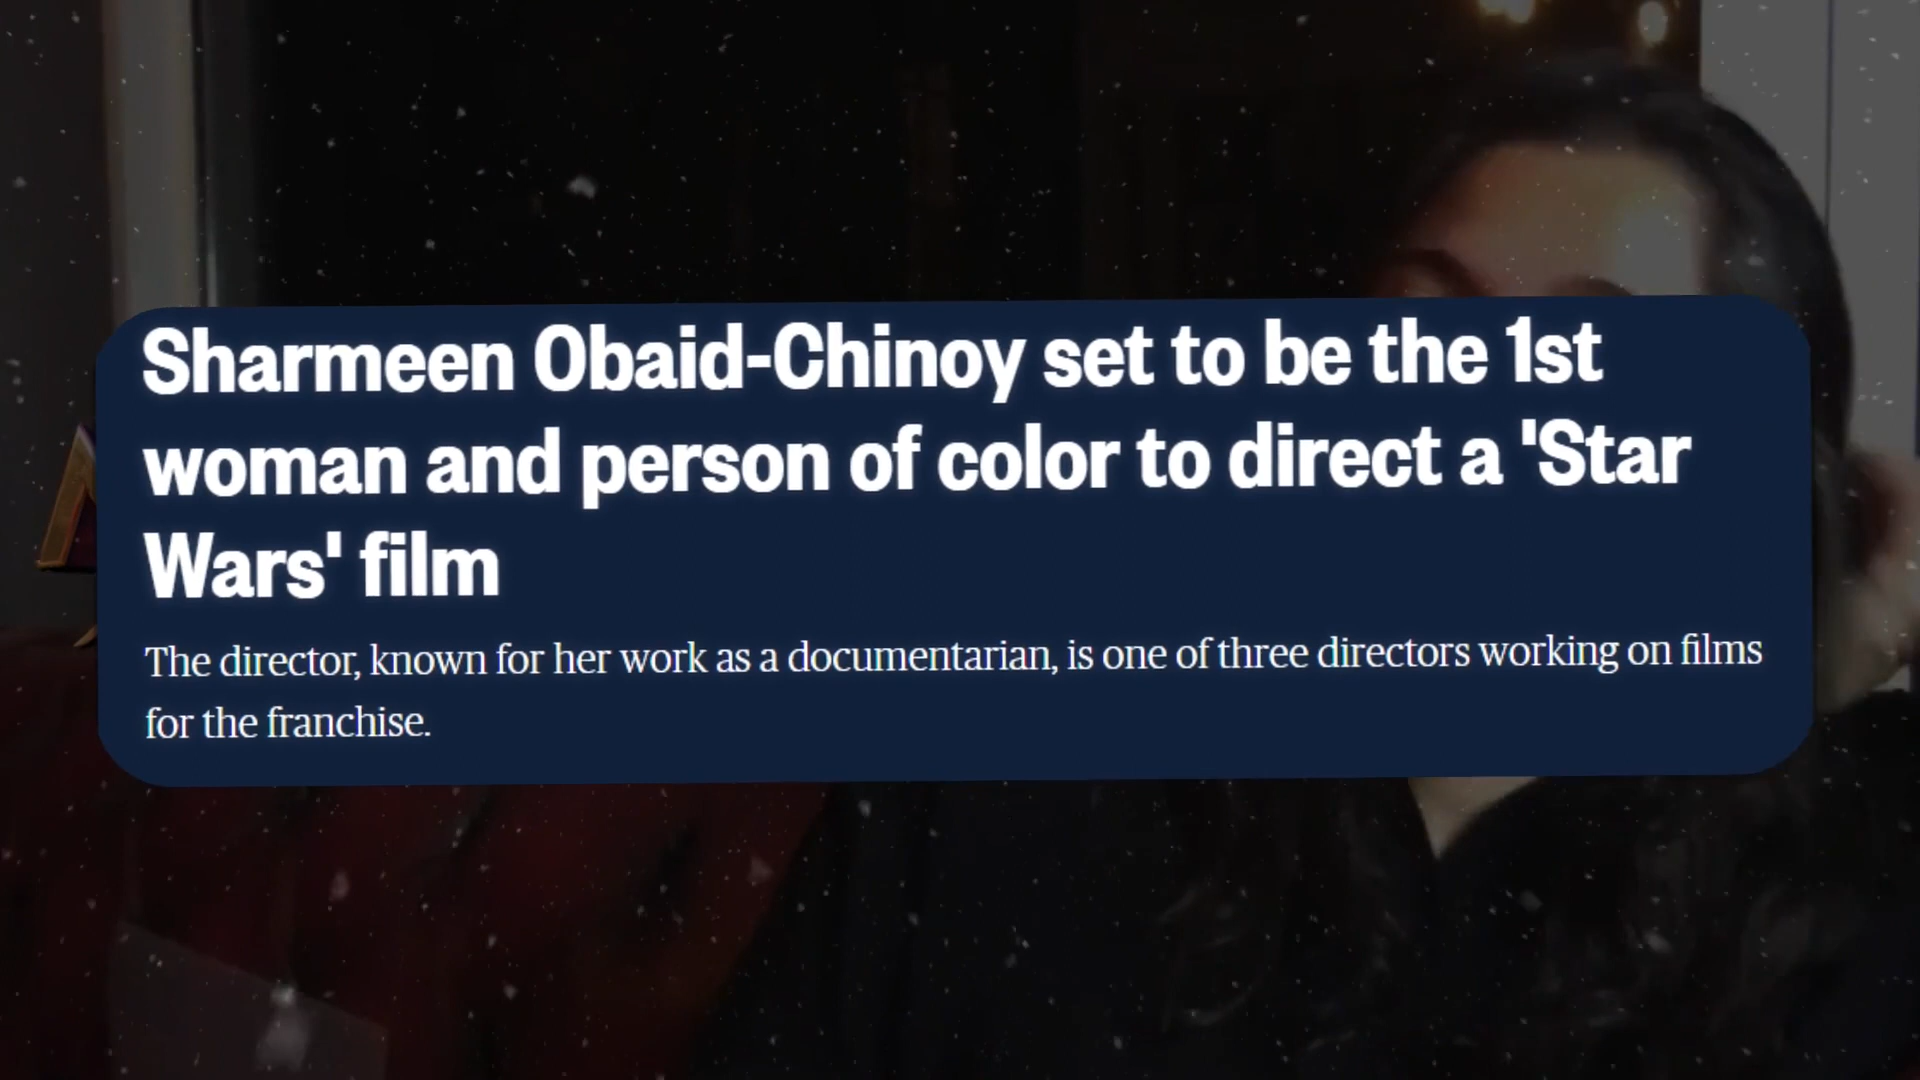 Sharmeen Obaid-Chinoy set to be the 1st
woman and person of color to direct a 'Star
Wars' film
The director, known for her work as a documentarian, is one of three directors working on films
for the franchise.